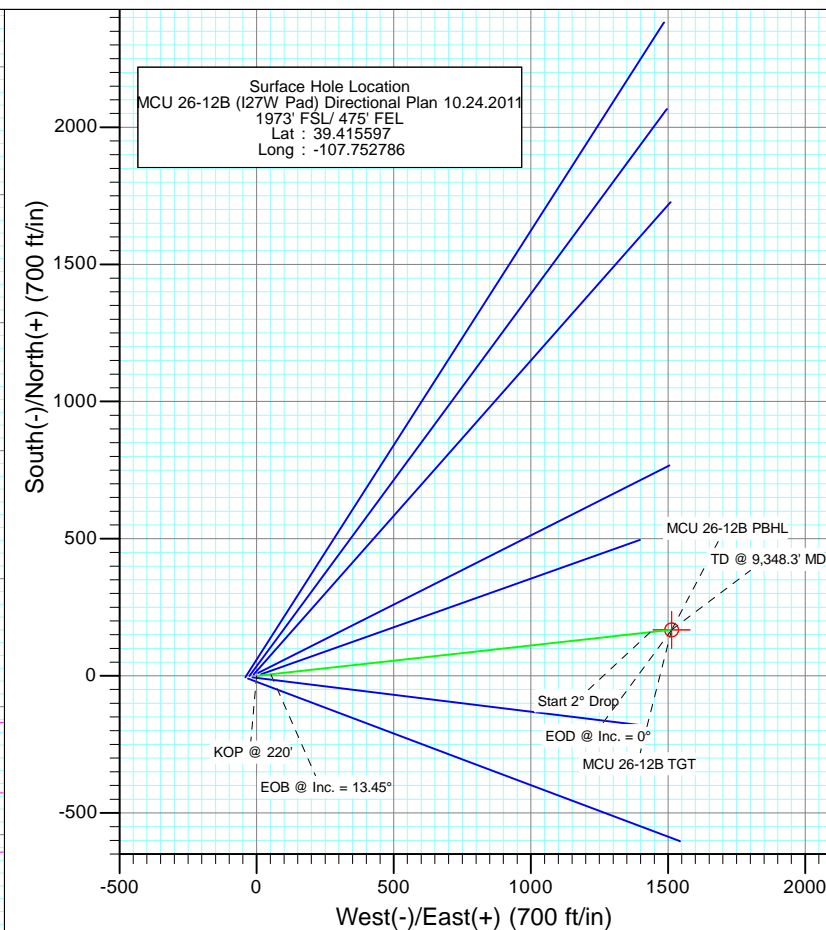 Surface Hole Location
MCU 26-12B (I27W Pad) Directional Plan 10.24.2011
1973' FSL/ 475' FEL
Lat : 39.415597
Long : -107.752786
South(-)/North(+) (700 ft/in)
2000
1500
1000
500
0
-500
MCU 26-12B PBHL
TD @ 9,348.3' MD
Start 2° Drop
EOD @ Inc. = 0°
MCU 26-12B TGT
KOP @ 220'
EOB @ Inc. = 13.45°
-500
0
500
1000
1500
2000
West(-)/East(+) (700 ft/in)